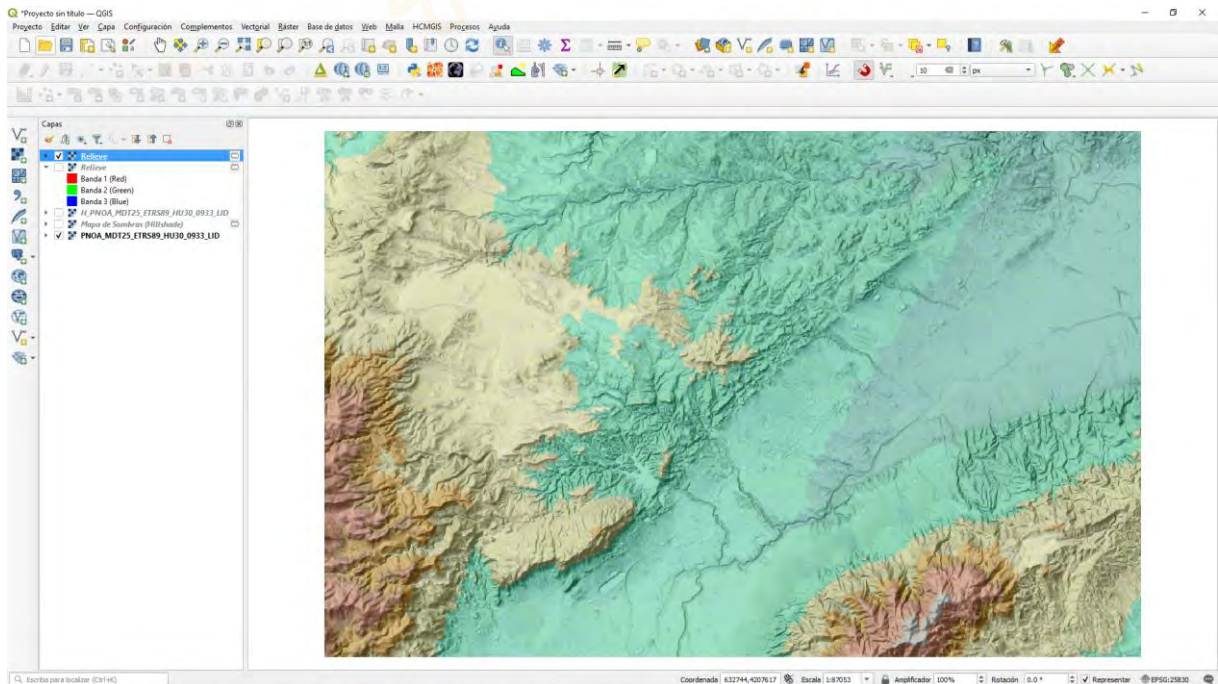 *Proyecto sin título — QGIS
Proyecto Editar Ver Capa Configuración Complementos Vectorial Ráster Base de datos Web Malla HCMGIS Procesos Ayuda
10 px
Capas
Relieve
Relieve
Banda 1 (Red)
Banda 2 (Green)
Banda 3 (Blue)
H_PNOA_MDT25_ETRS89_HU30_0933_LID
Mapa de Sombras (Hillshade)
PNOA_MDT25_ETRS89_HU30_0933_LID
Escriba para localizar (Ctrl+K) Coordenada 632744,4207617 Escala 1:87053 Amplificador 100% Rotación 0.0 ° Representar EPSG:25830